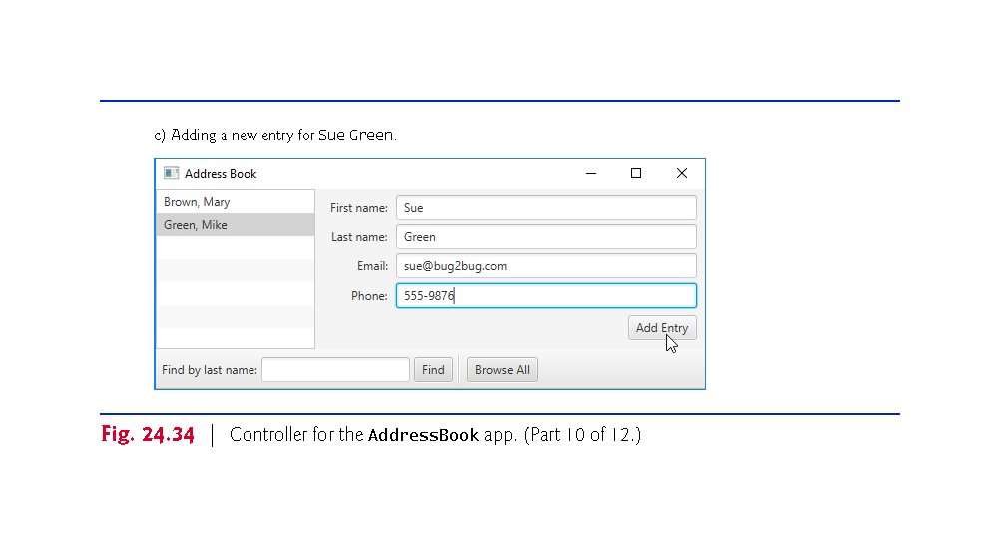 c) Adding a new entry for Sue Green.
Address Book
Brown, Mary
Green, Mike
First name: Sue
Last name: Green
Email: sue@bug2bug.com
Phone: 555-9876
Add Entry
Find by last name: Find Browse All
Fig. 24.34 | Controller for the AddressBook app. (Part 10 of 12.)